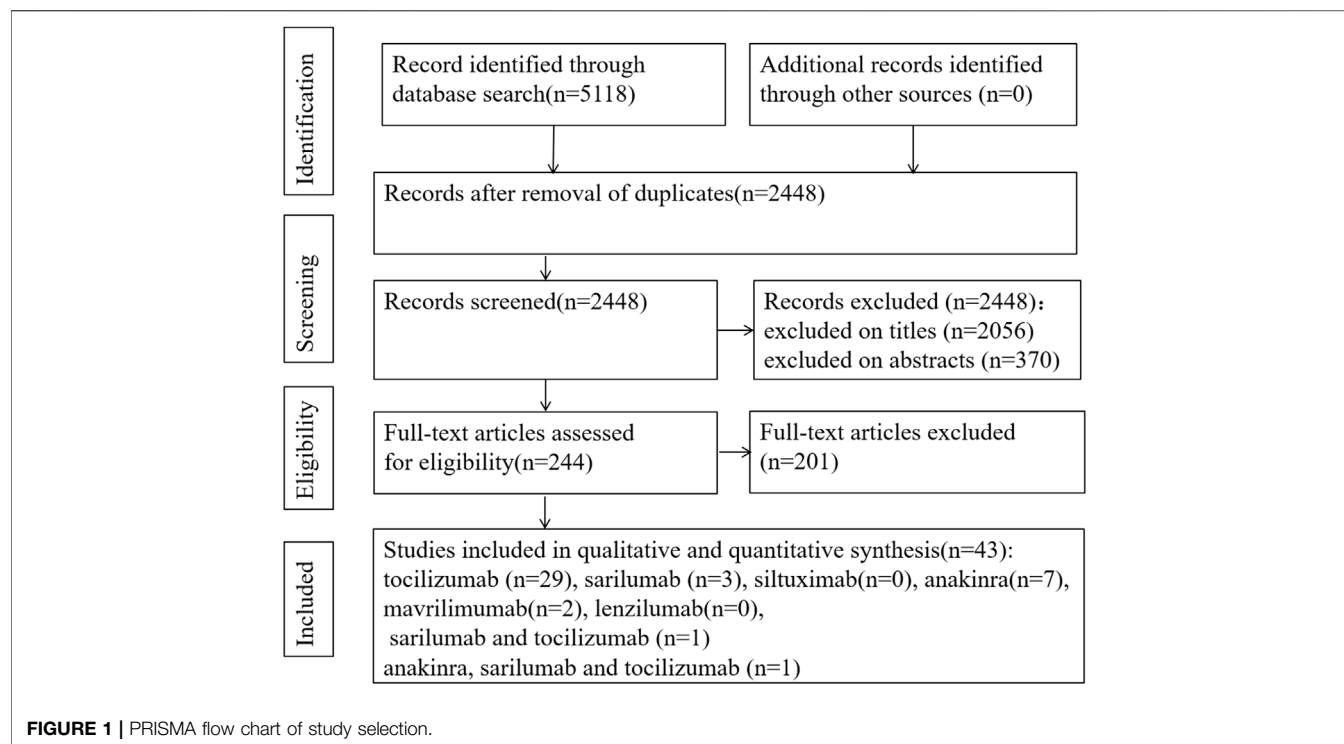 Identification
Record identified through
database search(n=5118)
Additional records identified
through other sources (n=0)
Records after removal of duplicates(n=2448)
Screening
Records screened(n=2448)
Records excluded (n=2448)：
excluded on titles (n=2056)
excluded on abstracts (n=370)
Eligibility
Full-text articles assessed
for eligibility(n=244)
Full-text articles excluded
(n=201)
Included
Studies included in qualitative and quantitative synthesis(n=43):
tocilizumab (n=29), sarilumab (n=3), siltuximab(n=0), anakinra(n=7),
mavrilimumab(n=2), lenzilumab(n=0),
sarilumab and tocilizumab (n=1)
anakinra, sarilumab and tocilizumab (n=1)
FIGURE 1 | PRISMA flow chart of study selection.